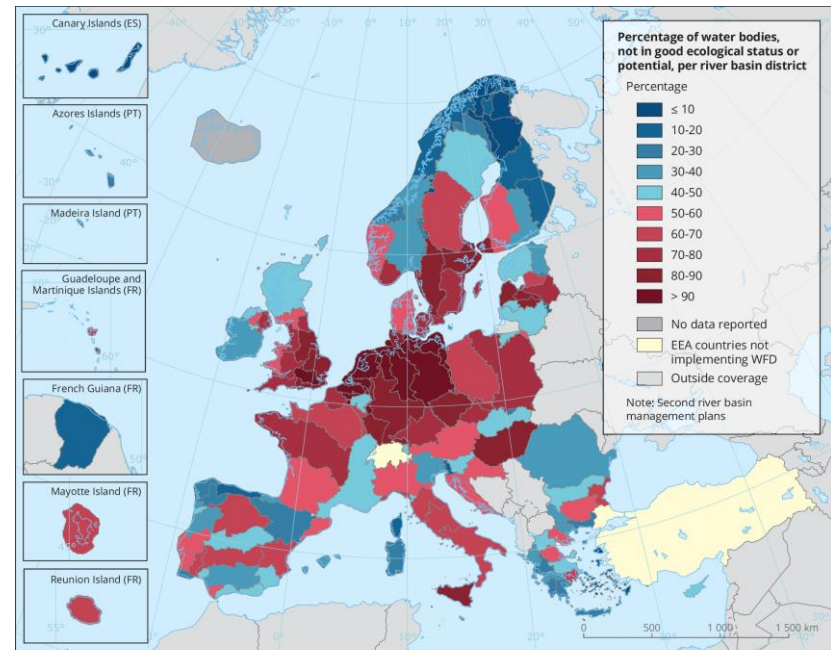 Canary Islands (ES)
Azores Islands (PT)
Madeira Island (PT)
Guadeloupe and
Martinique Islands (FR)
French Guiana (FR)
Mayotte Island (FR)
Reunion Island (FR)
Percentage of water bodies,
not in good ecological status or
potential, per river basin district
Percentage
≤ 10
10-20
20-30
30-40
40-50
50-60
60-70
70-80
80-90
> 90
No data reported
EEA countries not
implementing WFD
Outside coverage
Note: Second river basin
management plans
0 500 1 000 1 500 km